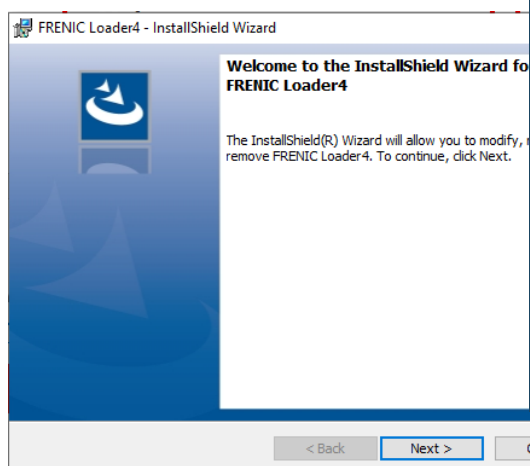 FRENIC Loader4 - InstallShield Wizard
Welcome to the InstallShield Wizard fo
FRENIC Loader4
The InstallShield(R) Wizard will allow you to modify,
remove FRENIC Loader4. To continue, click Next.
< Back
Next >